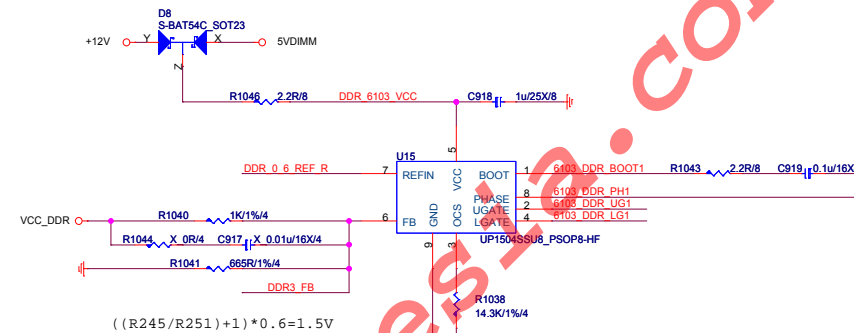 D8
S-BAT54C_SOT23
+12V
Y
X
5VDIMM
Z
R1046
2.2R/8
DDR_6103_VCC
C918
1u/25X/8
U15
5
DDR_0_6_REF_R
7
REFIN
VCC
BOOT
1
6103_DDR_BOOT1
R1043
2.2R/8
C919
0.1u/16X
PHASE
8
6103_DDR_PH1
UGATE
2
6103_DDR_UG1
LGATE
4
6103_DDR_LG1
VCC_DDR
R1040
1K/1%/4
6
FB
GND
OCS
UP1504SSU8_PSOP8-HF
R1044
X_0R/4
C917
X_0.01u/16X/4
9
3
R1041
665R/1%/4
DDR3_FB
R1038
14.3K/1%/4
((R245/R251)+1)*0.6=1.5V
esia.com